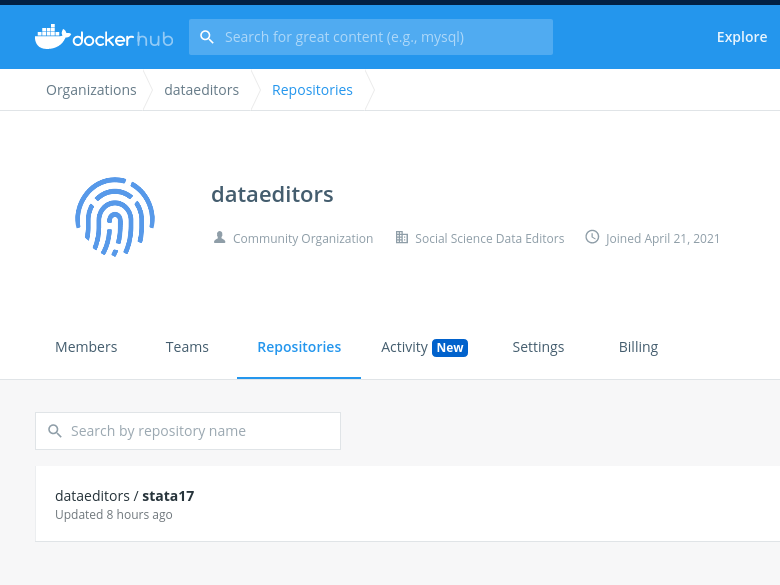 docker hub
Search for great content (e.g., mysql)
Explore
Organizations dataeditors Repositories
dataeditors
Community Organization Social Science Data Editors Joined April 21, 2021
Members Teams Repositories Activity New Settings Billing
Search by repository name
dataeditors / stata17
Updated 8 hours ago